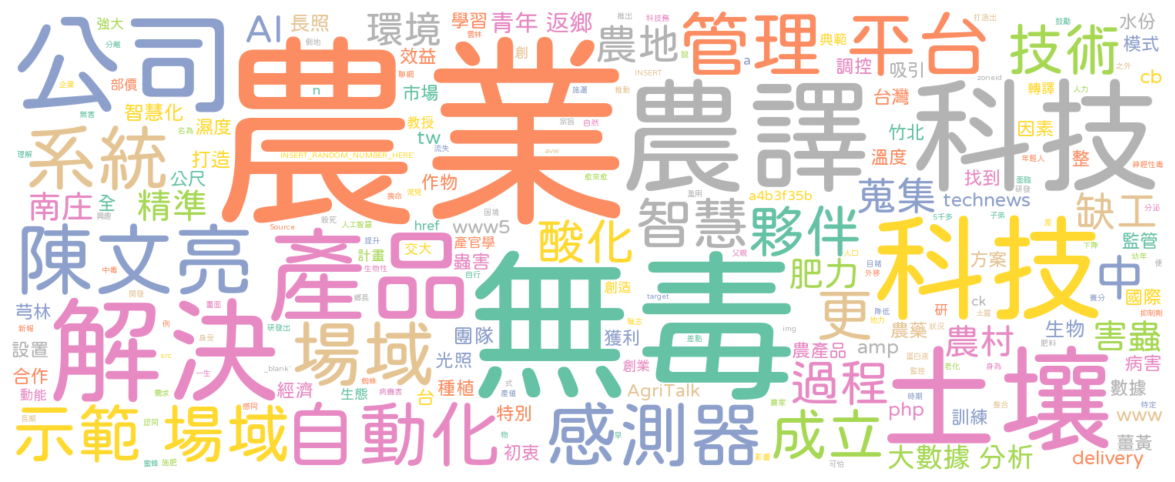 強大
公司
AI
長照
環境
學習
青年 返鄉
農地
管理 平台
典範
技術
水份
模式
農業
部價
效益
市場
調控
吸引
INSERT
a
zoneid
轉譯
cb
智慧化
濕度
n
教授
tw
農譯
台灣
科技
竹北
因素
系統
打造
INSERT_RANDOM_NUMBER_HERE
溫度
整
公尺
作物
找到
南庄
全
精準
Source
href
www5
智慧
a4b3f35b
夥伴
蒐集
technews
缺工
陳文亮
產品
交大
計畫
產官學
蟲害
酸化
科技
監管
中
方案
國際
芎林
解決
場域
無毒
創造
肥力
更
研
ck
target
img
農藥
生物
害蟲
設置
團隊
獲利
光照
農產品
amp
農村
病害
合作
動能
_blank
經濟
生態
台
種植
創業
AgriTalk
過程
土壤
數據
示範 場域
自動化
特別
初衷
感測器
成立
php
訓練
www
薑黃
大數據 分析
delivery